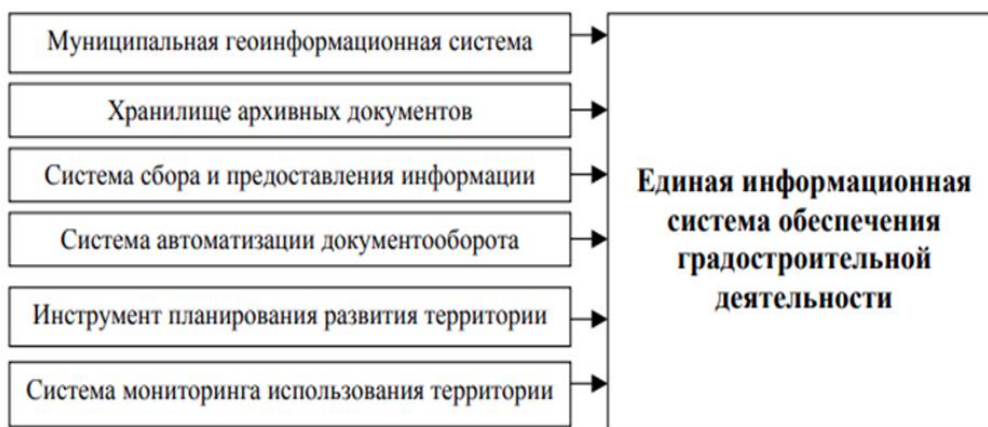 Муниципальная геоинформационная система
Хранилище архивных документов
Система сбора и предоставления информации
Система автоматизации документооборота
Инструмент планирования развития территории
Система мониторинга использования территории
Единая информационная
система обеспечения
градостроительной
деятельности